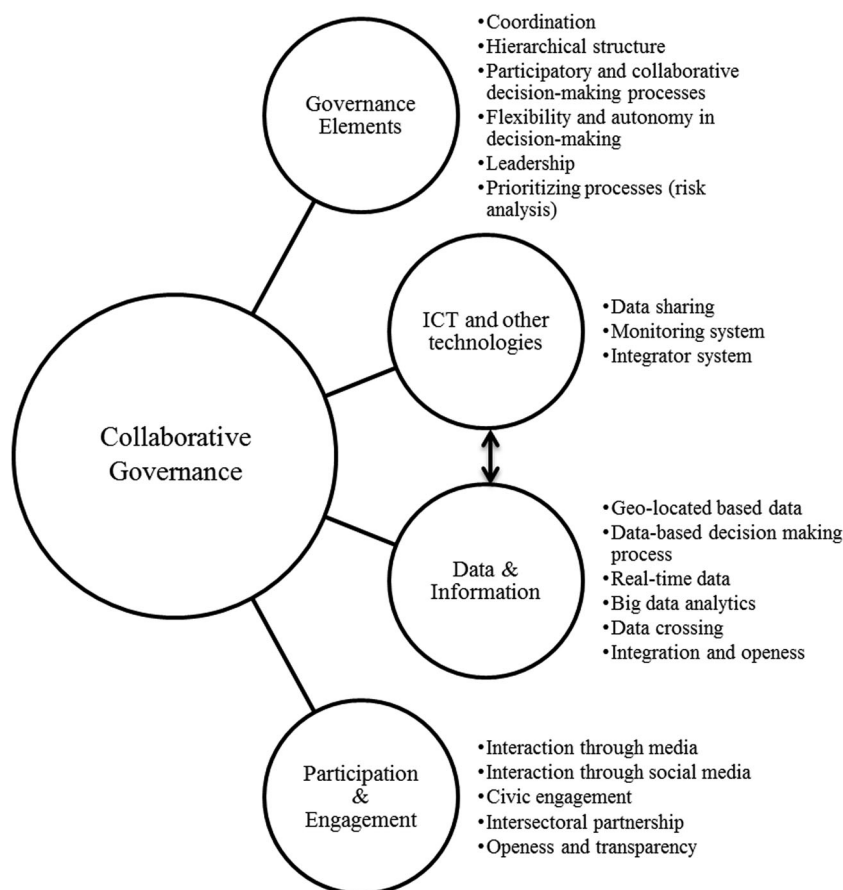 Governance
Elements
•Coordination
•Hierarchical structure
•Participatory and collaborative
decision-making processes
•Flexibility and autonomy in
decision-making
•Leadership
•Prioritizing processes (risk
analysis)
ICT and other
technologies
•Data sharing
•Monitoring system
•Integrator system
Collaborative
Governance
Data &
Information
•Geo-located based data
•Data-based decision making
process
•Real-time data
•Big data analytics
•Data crossing
•Integration and openess
Participation
&
Engagement
•Interaction through media
•Interaction through social media
•Civic engagement
•Intersectoral partnership
•Openess and transparency